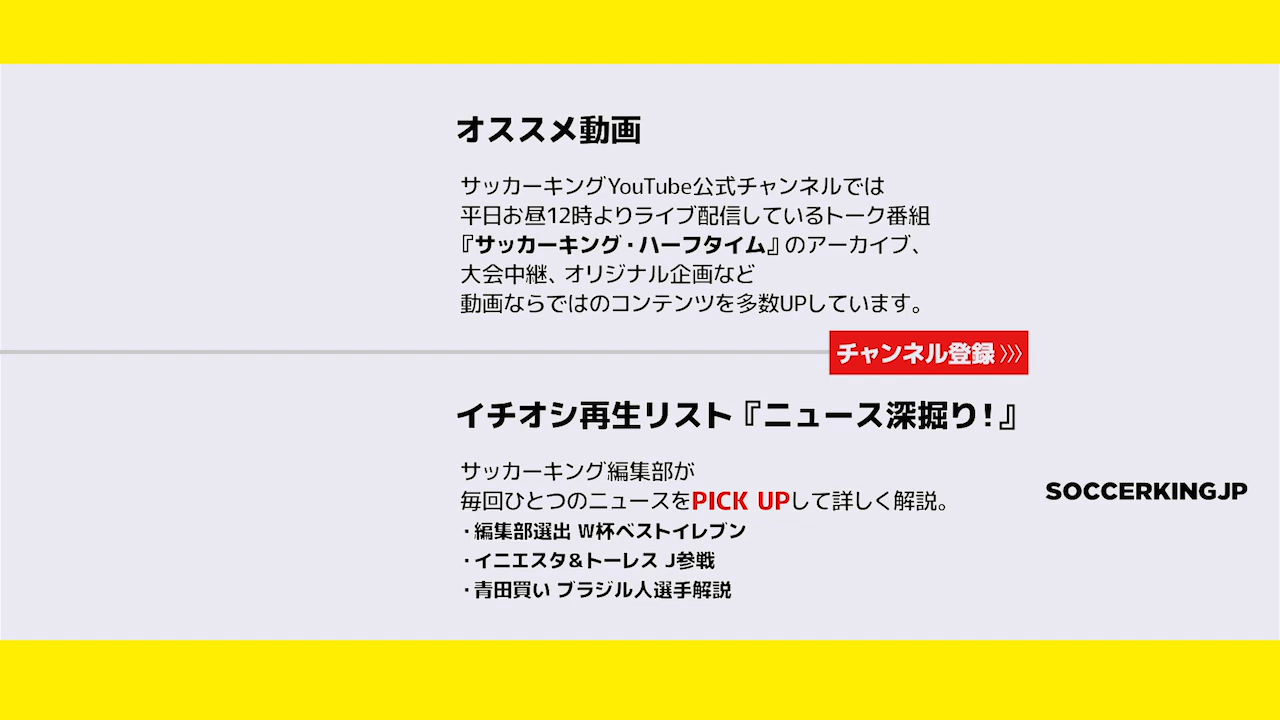 オススメ動画
サッカーキングYouTube公式チャンネルでは
平日お昼12時よりライブ配信しているトーク番組
『サッカーキング・ハーフタイム』のアーカイブ、
大会中継、オリジナル企画など
動画ならではのコンテンツを多数UPしています。
チャンネル登録 》〉
イチオシ再生リスト『ニュース深掘り!』
サッカーキング編集部が
毎回ひとつのニュースをPICK UPして詳しく解説。
・編集部選出 W杯ベストイレブン
・イニエスタ&トーレス J参戦
・青田買い ブラジル人選手解説
SOCCERKINGJP